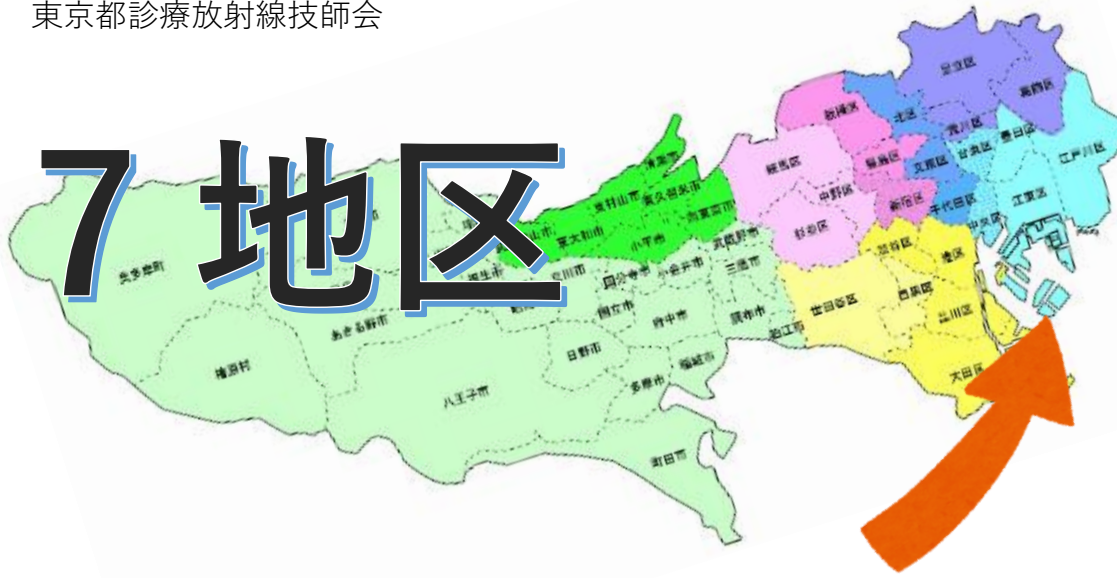 東京都診療放射線技師会
7 地区
足立区
葛飾区
板橋区
北区
荒川区
墨田区
江戸川区
練馬区
豊島区
文京区
台東区
清瀬市
東村山市
東久留米市
西東京市
中野区
新宿区
千代田区
中央区
江東区
山市
東大和市
小平市
武蔵野市
杉並区
渋谷区
港区
奥多摩町
福生市
立川市
国分寺市
小金井市
三鷹市
世田谷区
目黒区
品川区
あきる野市
国立市
府中市
調布市
狛江市
檜原村
日野市
多摩市
稲城市
大田区
八王子市
町田市